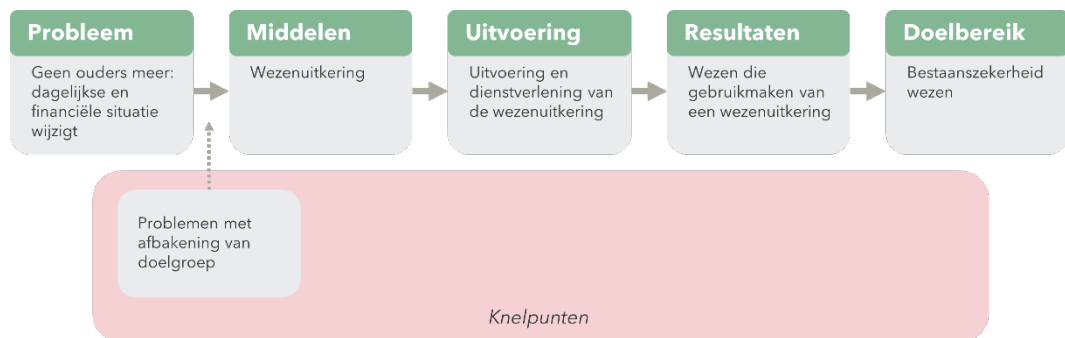 Probleem
Geen ouders meer:
dagelijkse en
financiële situatie
wijzigt
Middelen
Wezenuitkering
Uitvoering
Uitvoering en
dienstverlening van
de wezenuitkering
Resultaten
Wezen die
gebruikmaken van
een wezenuitkering
Doelbereik
Bestaanszekerheid
wezen
Problemen met
afbakening van
doelgroep
Knelpunten